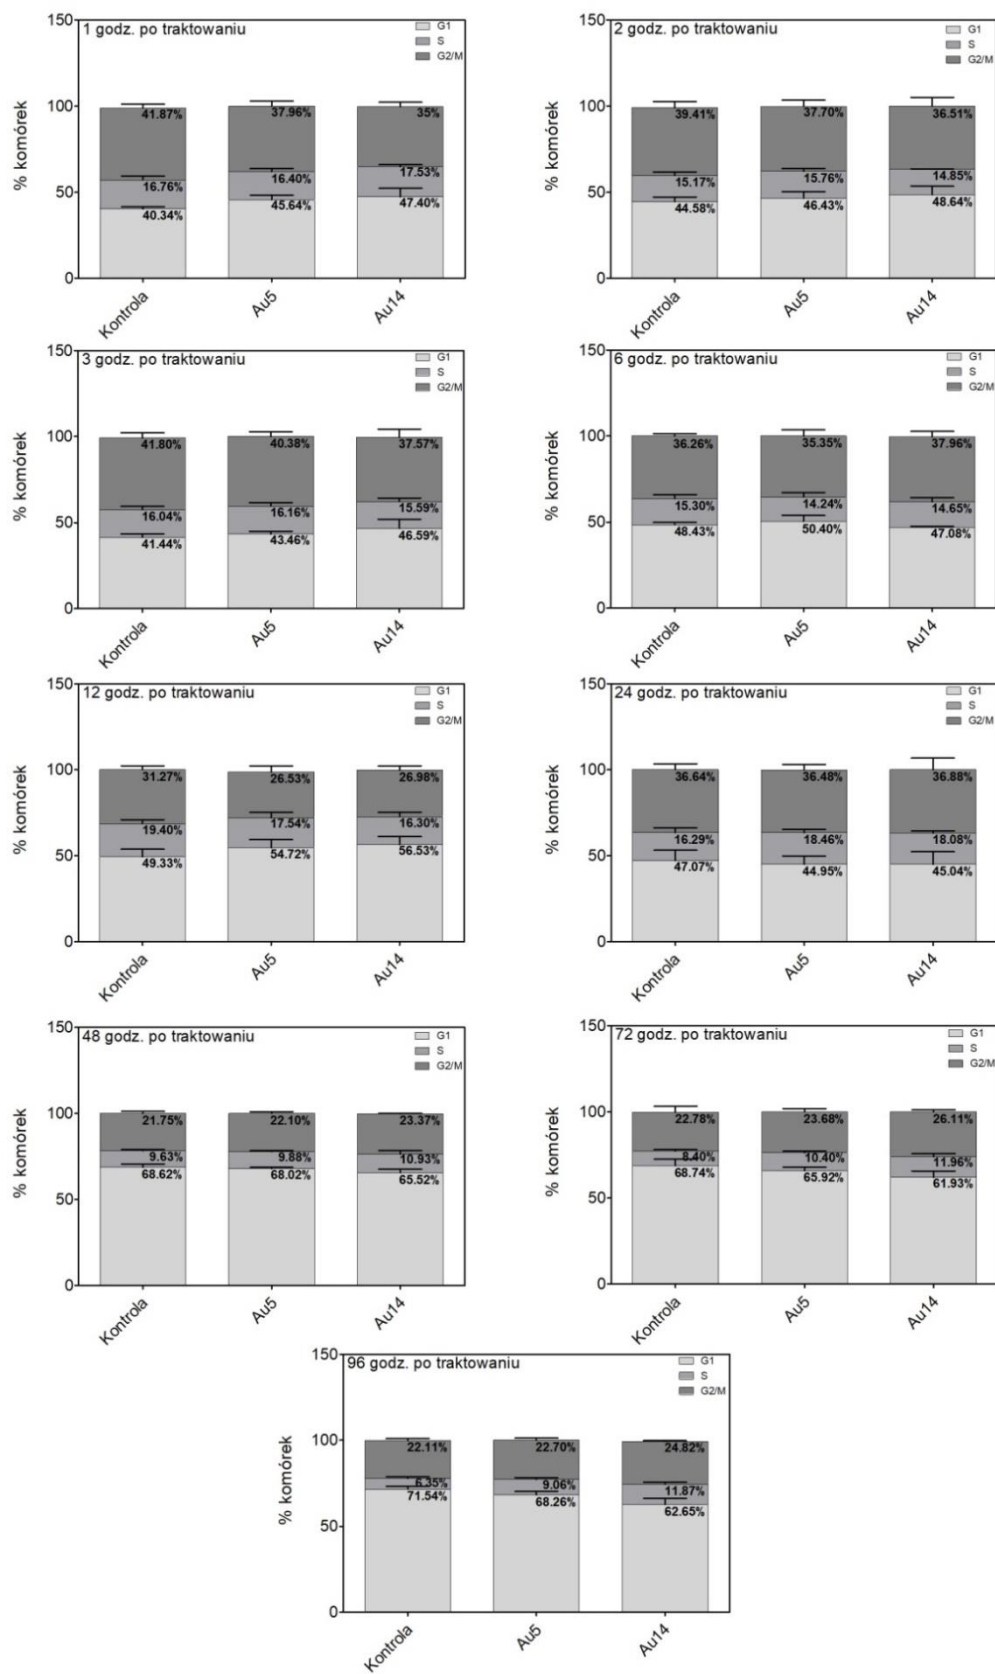 150
1 godz. po traktowaniu
G1
S
G2/M
100
50
0
% komórek
41.87%
37.96%
35%
16.76%
16.40%
17.53%
40.34%
45.64%
47.40%
Kontrola
Au5
Au14
150
2 godz. po traktowaniu
G1
S
G2/M
100
50
0
% komórek
39.41%
37.70%
36.51%
15.17%
15.76%
14.85%
44.58%
46.43%
48.64%
Kontrola
Au5
Au14
150
3 godz. po traktowaniu
G1
S
G2/M
100
50
0
% komórek
41.80%
40.38%
37.57%
16.04%
16.16%
15.59%
41.44%
43.46%
46.59%
Kontrola
Au5
Au14
150
6 godz. po traktowaniu
G1
S
G2/M
100
50
0
% komórek
36.26%
35.35%
37.96%
15.30%
14.24%
14.65%
48.43%
50.40%
47.08%
Kontrola
Au5
Au14
150
12 godz. po traktowaniu
G1
S
G2/M
100
50
0
% komórek
31.27%
26.53%
26.98%
19.40%
17.54%
16.30%
49.33%
54.72%
56.53%
Kontrola
Au5
Au14
150
24 godz. po traktowaniu
G1
S
G2/M
100
50
0
% komórek
36.64%
36.48%
36.88%
16.29%
18.46%
18.08%
47.07%
44.95%
45.04%
Kontrola
Au5
Au14
150
48 godz. po traktowaniu
G1
S
G2/M
100
50
0
% komórek
21.75%
22.10%
23.37%
9.63%
9.88%
10.93%
68.62%
68.02%
65.52%
Kontrola
Au5
Au14
150
72 godz. po traktowaniu
G1
S
G2/M
100
50
0
% komórek
22.78%
23.68%
26.11%
8.40%
10.40%
11.96%
68.74%
65.92%
61.93%
Kontrola
Au5
Au14
150
96 godz. po traktowaniu
G1
S
G2/M
100
50
0
% komórek
22.11%
22.70%
24.82%
6.35%
9.06%
11.87%
71.54%
68.26%
62.65%
Kontrola
Au5
Au14